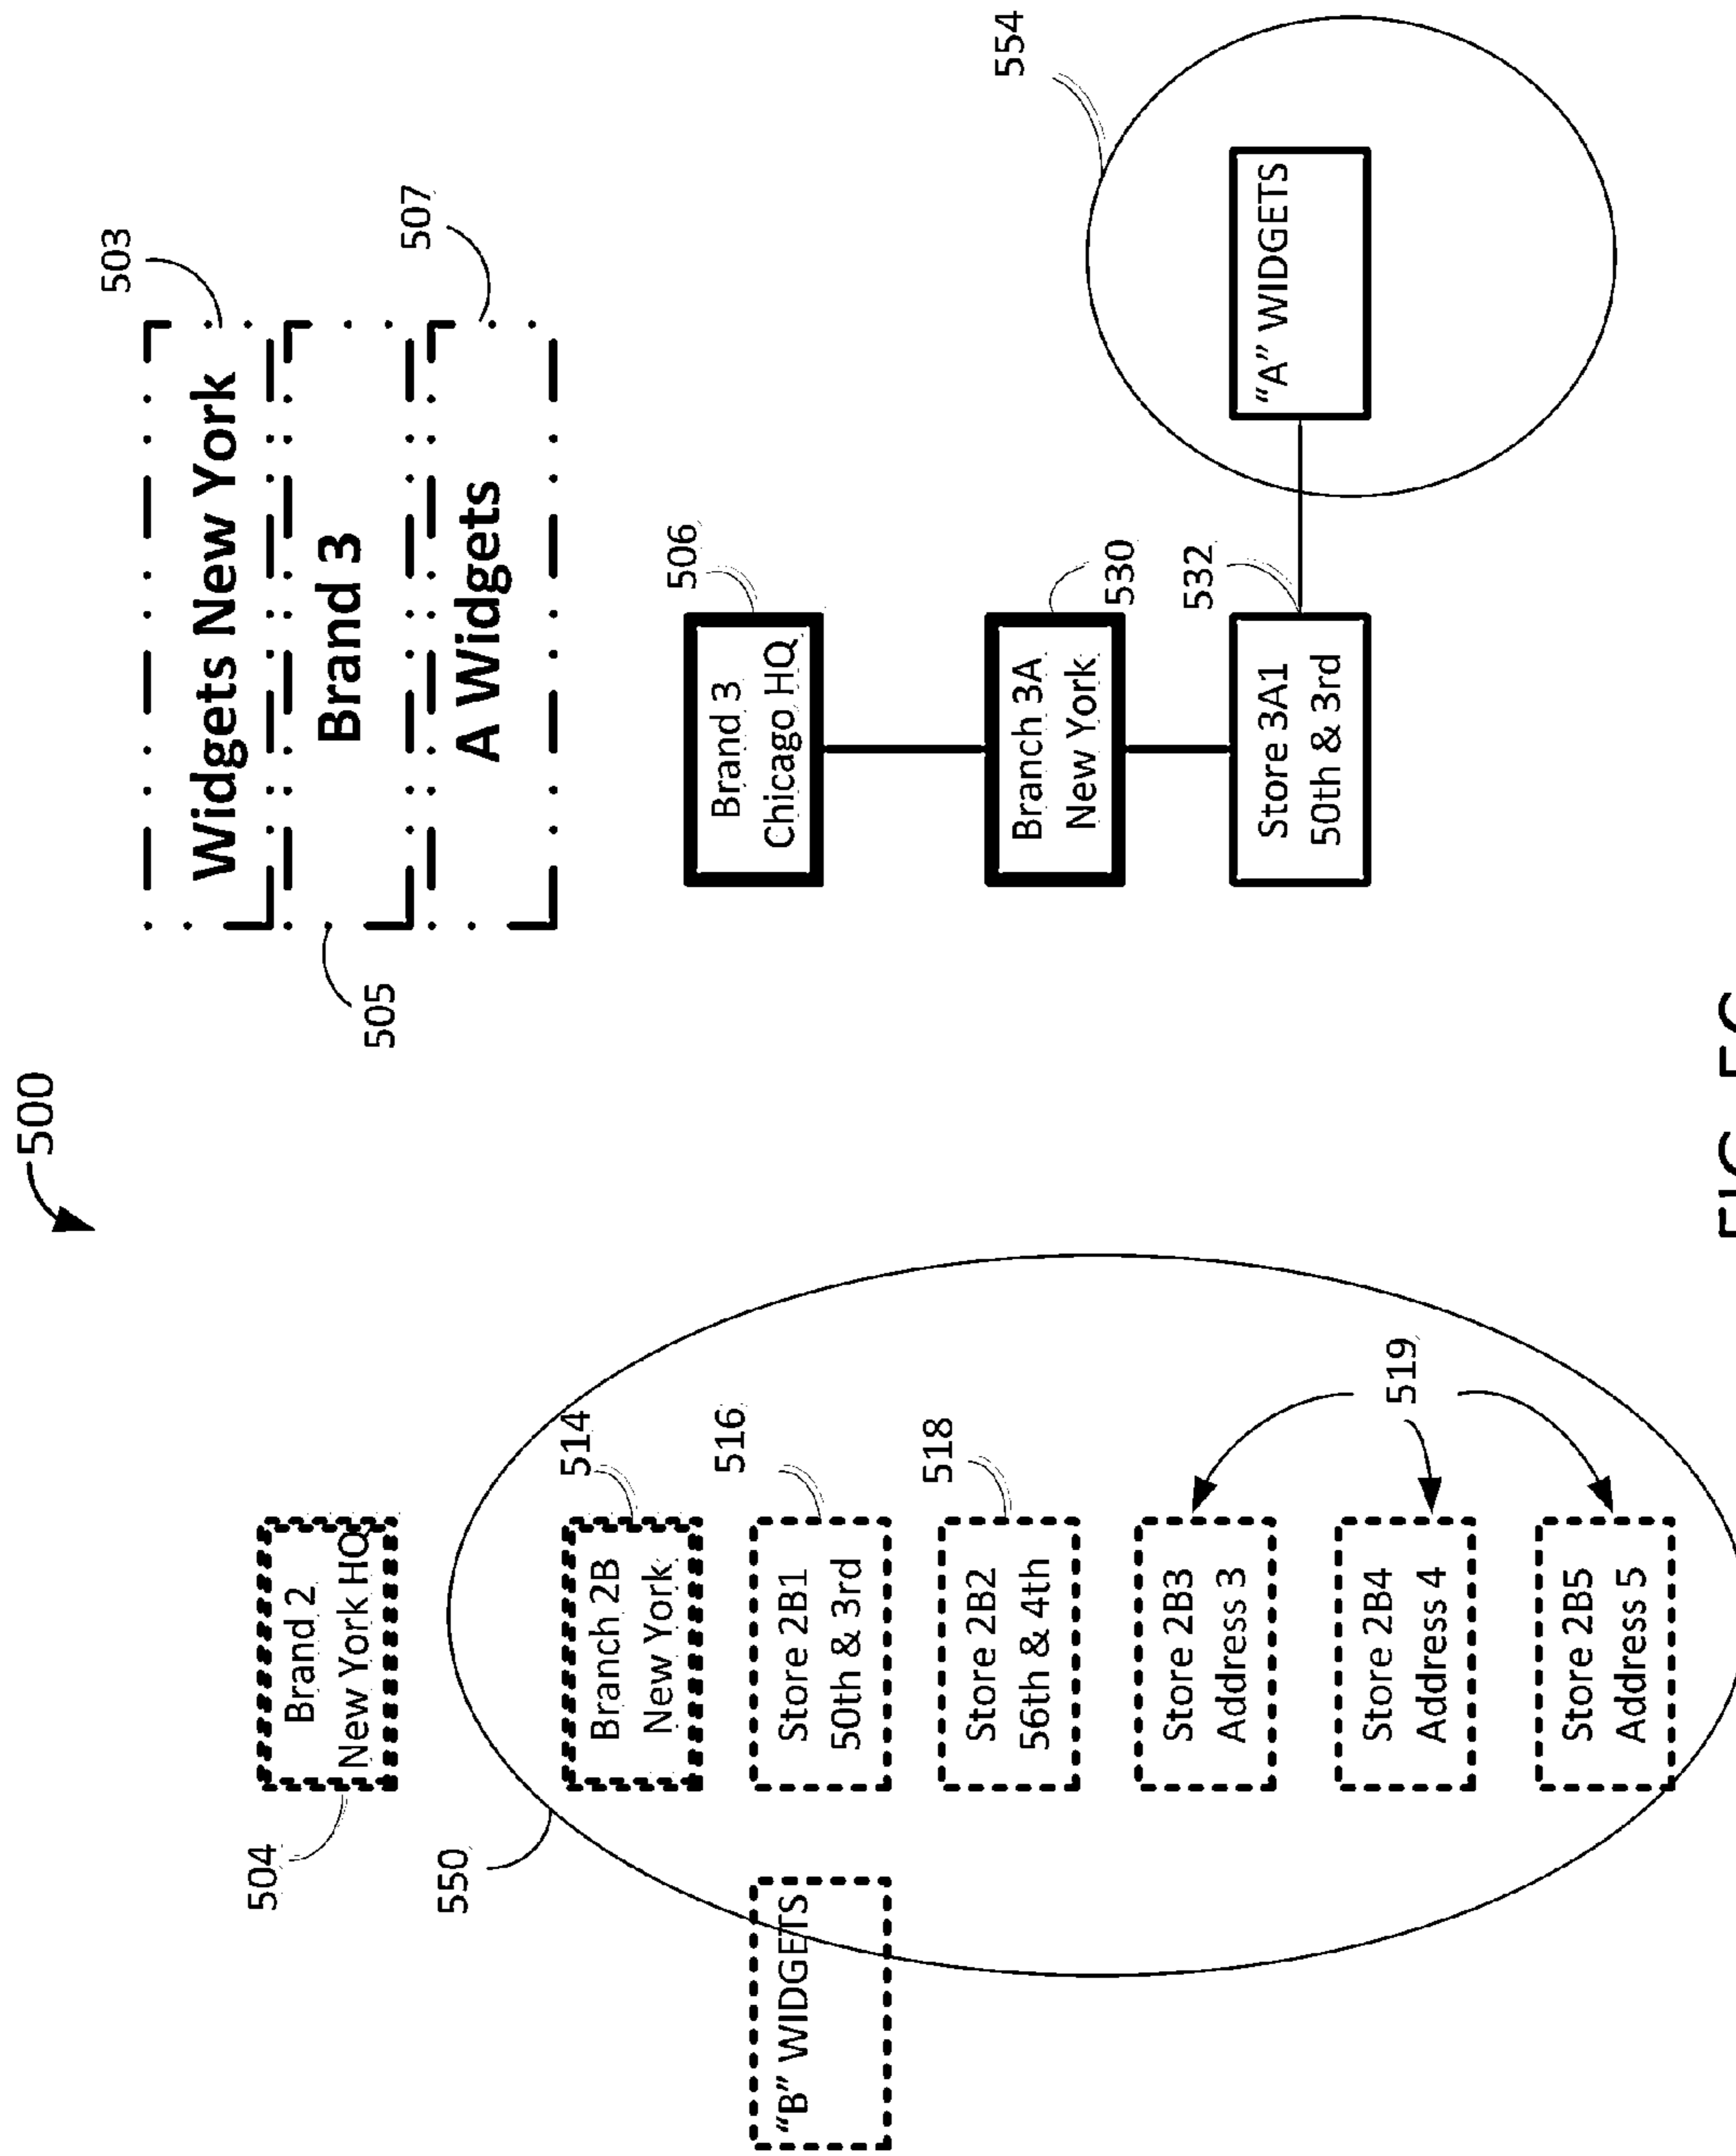 500
503
Widgets New York
505
Brand 3
507
A Widgets
504
Brand 2
New York HQ
550
514
Branch 2B
New York
"B" WIDGETS
516
Store 2B1
50th & 3rd
518
Store 2B2
56th & 4th
Store 2B3
Address 3
519
Store 2B4
Address 4
Store 2B5
Address 5
506
Brand 3
Chicago HQ
530
Branch 3A
New York
532
Store 3A1
50th & 3rd
554
"A" WIDGETS